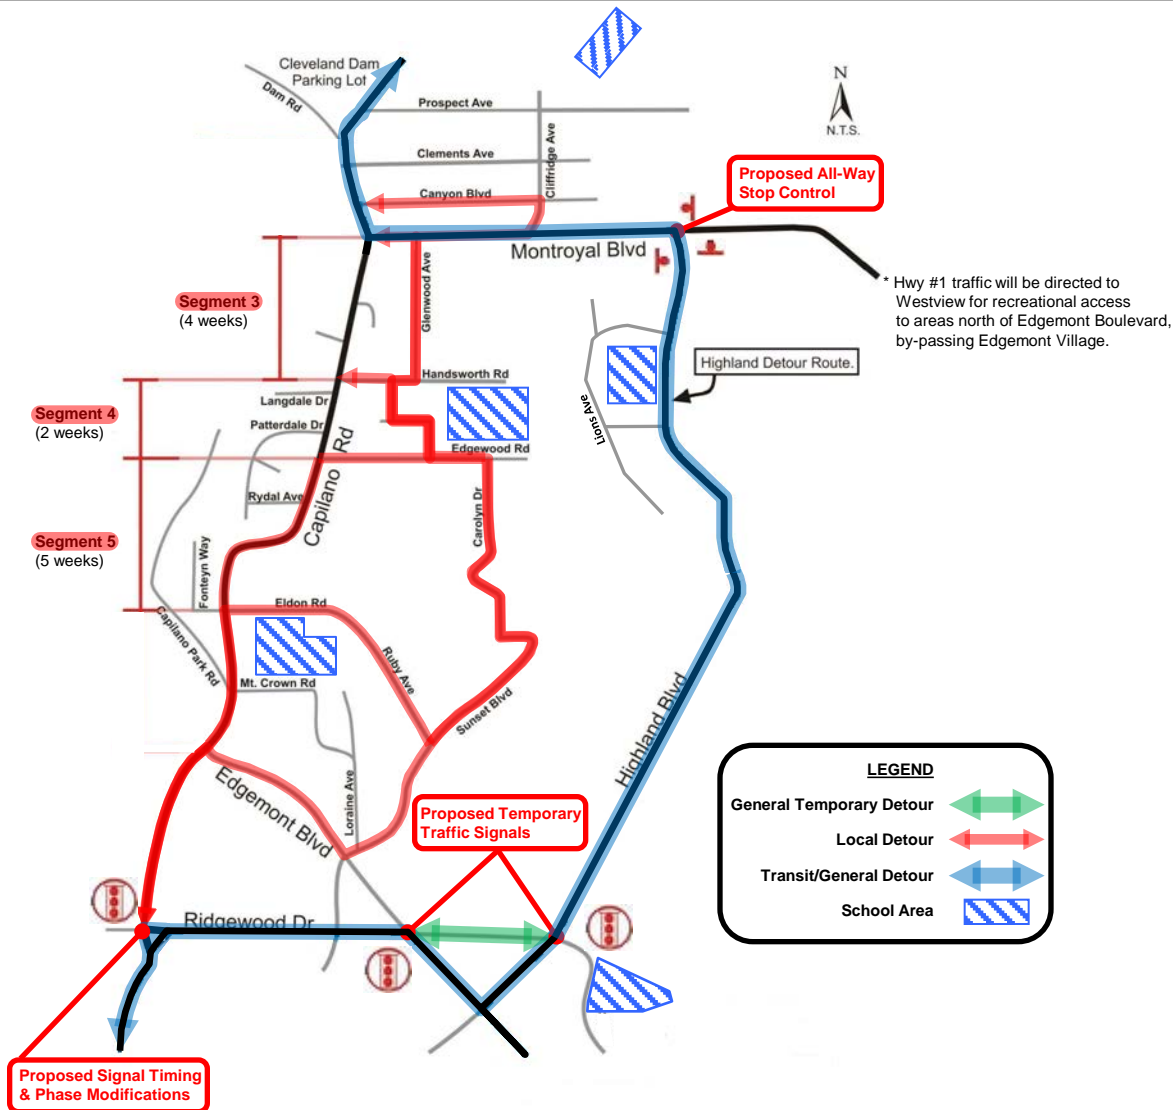 Cleveland Dam
Parking Lot
Dam Rd
Prospect Ave
N
N.T.S.
Clements Ave
Cliffridge Ave
Canyon Blvd
Proposed All-Way
Stop Control
Montroyal Blvd
Glenwood Ave
* Hwy #1 traffic will be directed to
Westview for recreational access
to areas north of Edgemont Boulevard,
by-passing Edgemont Village.
Segment 3
(4 weeks)
Highland Detour Route.
Handsworth Rd
Langdale Dr
Segment 4
(2 weeks)
Patterdale Dr
Lions Ave
Edgewood Rd
Capilano Rd
Rydal Ave
Carolyn Dr
Segment 5
(5 weeks)
Fonteyn Way
Eldon Rd
Capilano Park Rd
Ruby Ave
Mt. Crown Rd
Sunset Blvd
Highland Blvd
Edgemont Blvd
Loraine Ave
LEGEND
General Temporary Detour
Local Detour
Transit/General Detour
School Area
Proposed Temporary
Traffic Signals
Ridgewood Dr
Proposed Signal Timing
& Phase Modifications